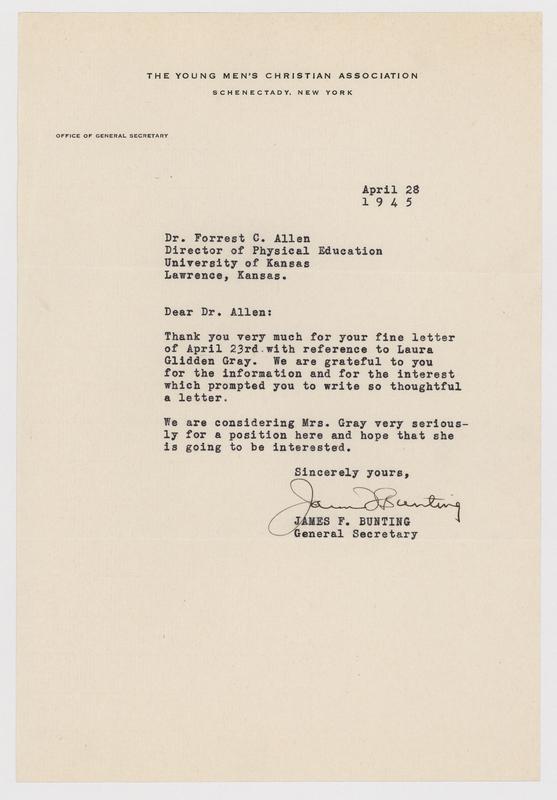 THE YOUNG MEN'S CHRISTIAN ASSOCIATION
SCHENECTADY, NEW YORK
OFFICE OF GENERAL SECRETARY
April 28
1 9 4 5
Dr. Forrest C. Allen
Director of Physical Education
University of Kansas
Lawrence, Kansas.
Dear Dr. Allen:
Thank you very much for your fine letter
of April 23rd with reference to Laura
Glidden Gray. We are grateful to you
for the information and for the interest
which prompted you to write so thoughtful
a letter.
We are considering Mrs. Gray very serious-
ly for a position here and hope that she
is going to be interested.
Sincerely yours,
James F Bunting
JAMES F. BUNTING
General Secretary